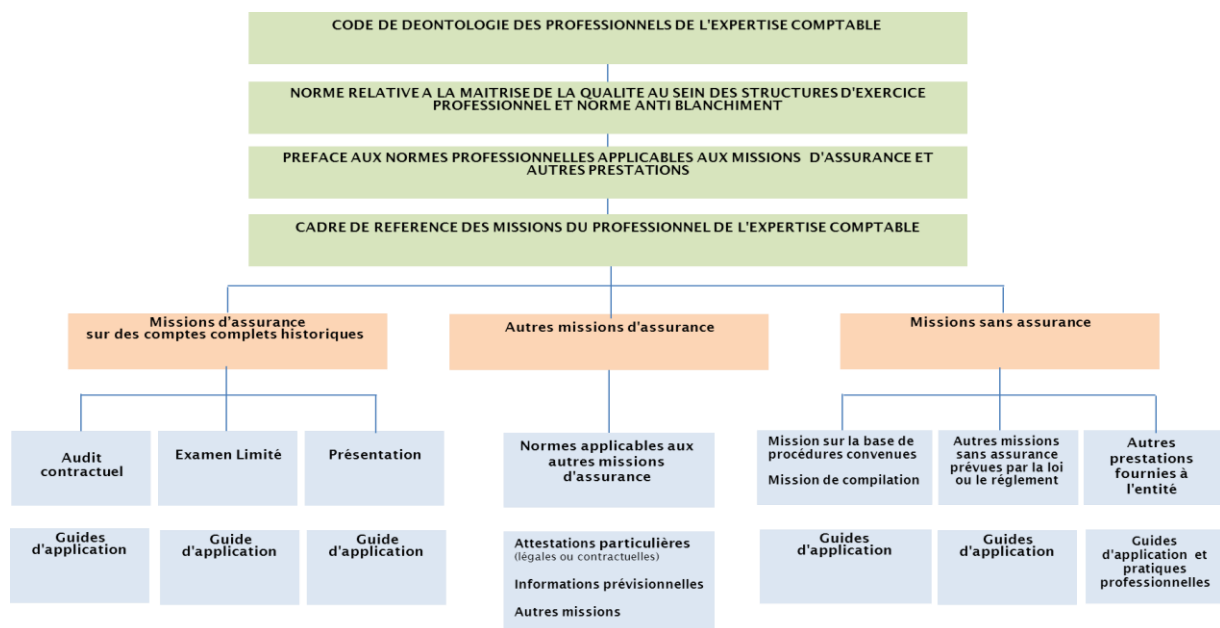 CODE DE DEONTOLOGIE DES PROFESSIONNELS DE L'EXPERTISE COMPTABLE
NORME RELATIVE A LA MAITRISE DE LA QUALITE AU SEIN DES STRUCTURES D'EXERCICE
PROFESSIONNEL ET NORME ANTI BLANCHIMENT
PREFACE AUX NORMES PROFESSIONNELLES APPLICABLES AUX MISSIONS D'ASSURANCE ET
AUTRES PRESTATIONS
CADRE DE REFERENCE DES MISSIONS DU PROFESSIONNEL DE L'EXPERTISE COMPTABLE
Missions d'assurance
sur des comptes complets historiques
Autres missions d'assurance
Missions sans assurance
Audit
contractuel
Examen Limité
Présentation
Normes applicables aux
autres missions
d'assurance
Mission sur la base de
procédures convenues
Mission de compilation
Autres missions
sans assurance
prévues par la loi
ou le réglement
Autres
prestations
fournies à
l'entité
Guides
d'application
Guide
d'application
Guide
d'application
Attestations particulières
(légales ou contractuelles)
Informations prévisionnelles
Autres missions
Guides
d'application
Guides
d'application
Guides
d'application et
pratiques
professionnelles